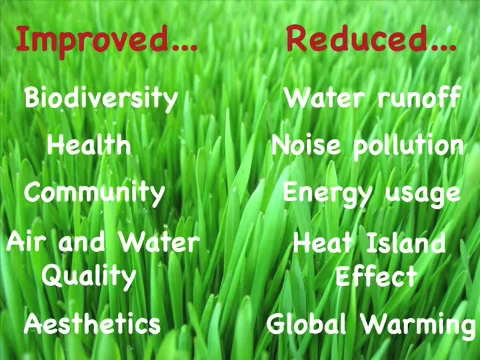 Improved...
Biodiversity
Health
Community
Air and Water
Quality
Aesthetics
Reduced...
Water runoff
Noise pollution
Energy usage
Heat Island
Effect
Global Warming